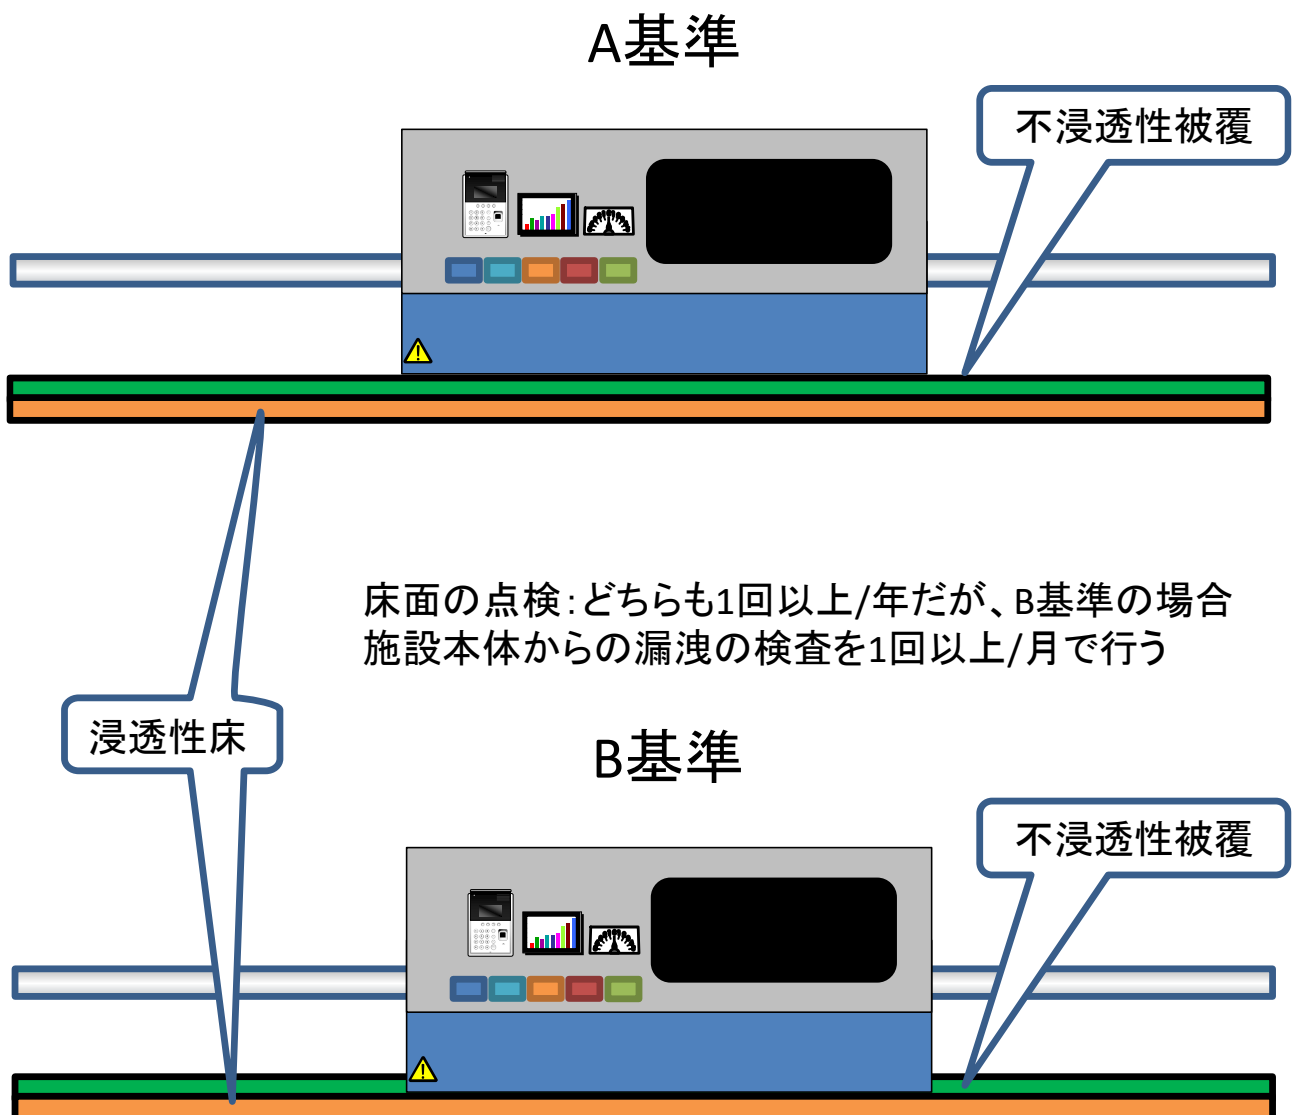 A基準
不浸透性被覆
床面の点検：どちらも1回以上/年だが、B基準の場合
施設本体からの漏洩の検査を1回以上/月で行う
浸透性床
B基準
不浸透性被覆